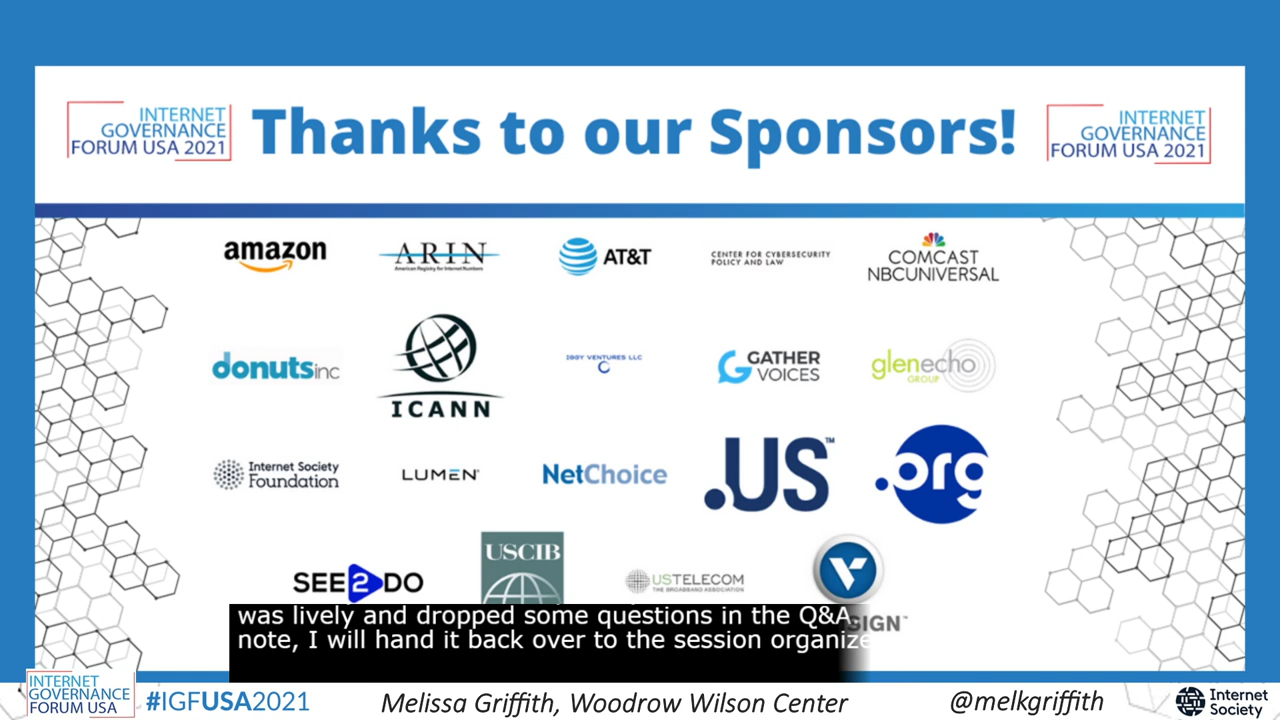 INTERNET
GOVERNANCE
FORUM USA 2021
Thanks to our Sponsors!
INTERNET
GOVERNANCE
FORUM USA 2021
amazon
ARIN
American Registry for Internet Numbers
AT&T
CENTER FOR CYBERSECURITY
POLICY AND LAW
COMCAST
NBCUNIVERSAL
donuts inc
ICANN
IGGY VENTURES LLC
GATHER
VOICES
glenecho
GROUP
Internet Society
Foundation
LUMEN
NetChoice
.US™
.org
SEE2DO
USCIB
USTELECOM
THE BROADBAND ASSOCIATION
SIGN™
was lively and dropped some questions in the Q&A
note, I will hand it back over to the session organize
INTERNET
GOVERNANCE
FORUM USA
#IGFUSA2021
Melissa Griffith, Woodrow Wilson Center
@melkgriffith
Internet
Society